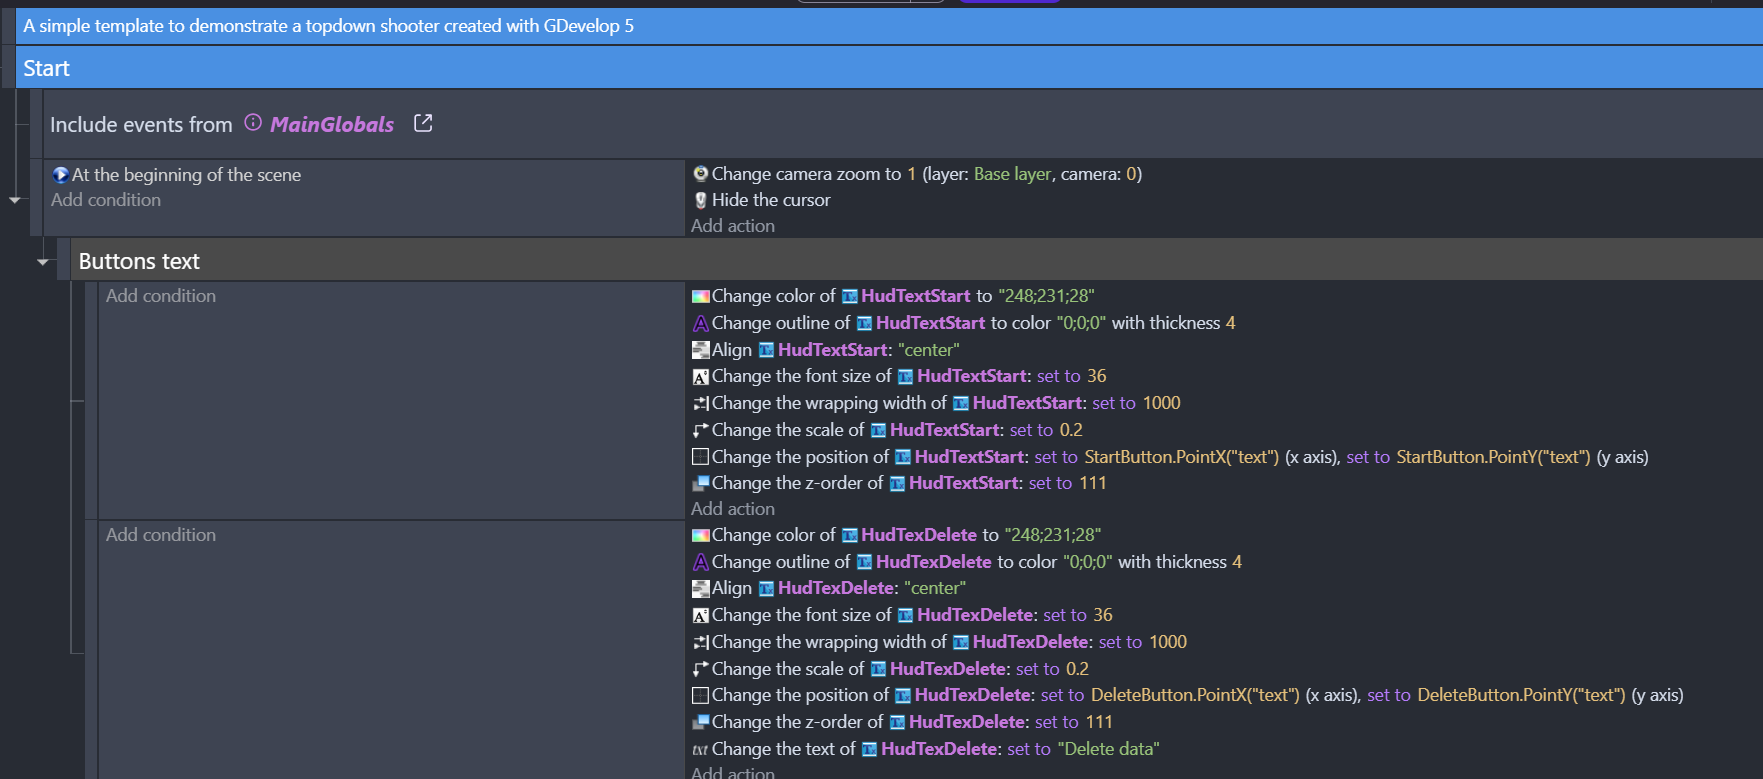 A simple template to demonstrate a topdown shooter created with GDevelop 5
Start
Include events from MainGlobals
At the beginning of the scene
Add condition
Change camera zoom to 1 (layer: Base layer, camera: 0)
Hide the cursor
Add action
Buttons text
Add condition
Change color of HudTextStart to "248;231;28"
Change outline of HudTextStart to color "0;0;0" with thickness 4
Align HudTextStart: "center"
Change the font size of HudTextStart: set to 36
Change the wrapping width of HudTextStart: set to 1000
Change the scale of HudTextStart: set to 0.2
Change the position of HudTextStart: set to StartButton.PointX("text") (x axis), set to StartButton.PointY("text") (y axis)
Change the z-order of HudTextStart: set to 111
Add action
Add condition
Change color of HudTexDelete to "248;231;28"
Change outline of HudTexDelete to color "0;0;0" with thickness 4
Align HudTexDelete: "center"
Change the font size of HudTexDelete: set to 36
Change the wrapping width of HudTexDelete: set to 1000
Change the scale of HudTexDelete: set to 0.2
Change the position of HudTexDelete: set to DeleteButton.PointX("text") (x axis), set to DeleteButton.PointY("text") (y axis)
Change the z-order of HudTexDelete: set to 111
txt Change the text of HudTexDelete: set to "Delete data"
Add action